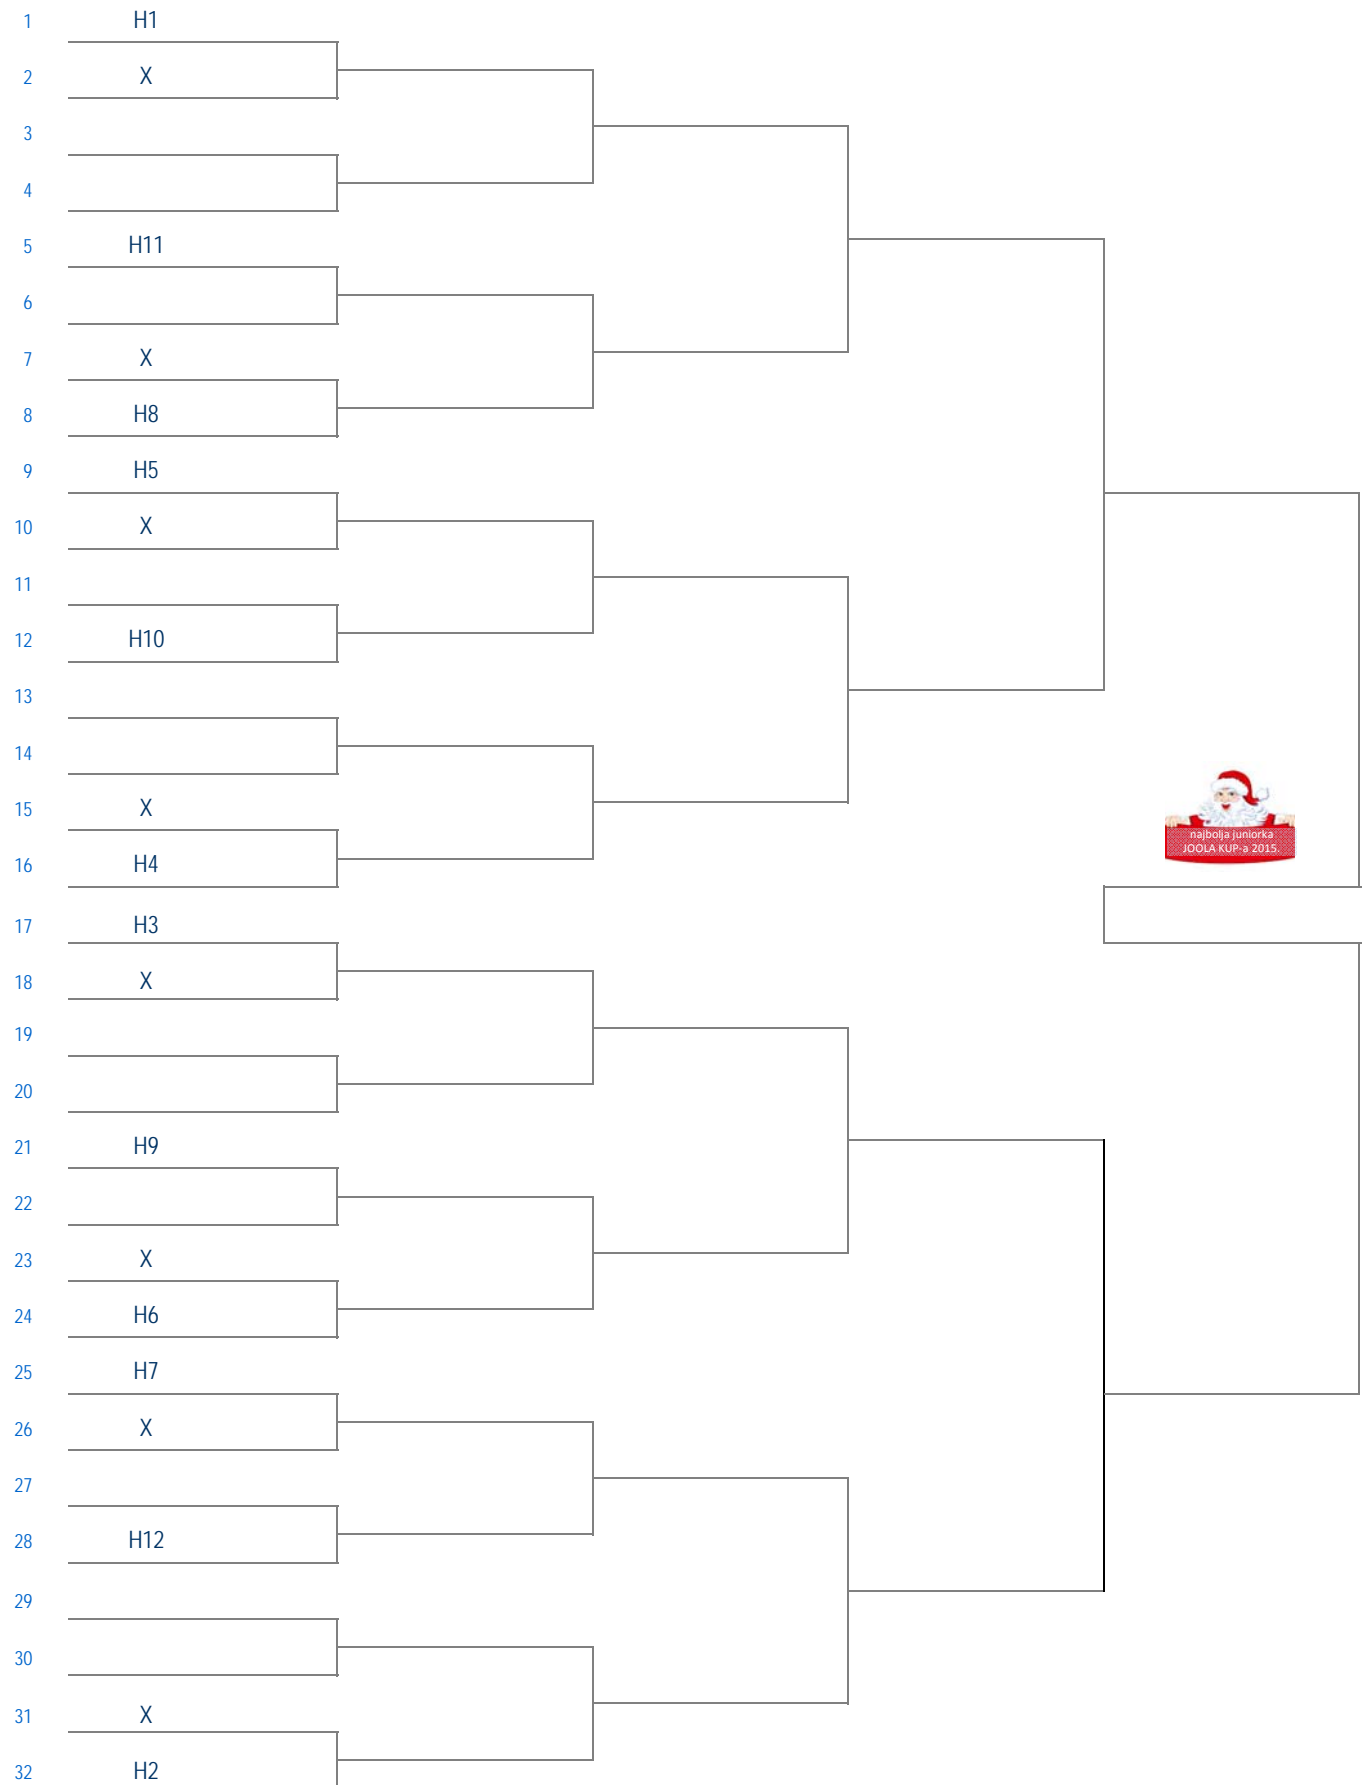 1 H1
2 X
3
4
5 H11
6
7 X
8 H8
9 H5
10 X
11
12 H10
13
14
15 X
16 H4
najbolja juniorka
JOOLA KUP-a 2015.
17 H3
18 X
19
20
21 H9
22
23 X
24 H6
25 H7
26 X
27
28 H12
29
30
31 X
32 H2